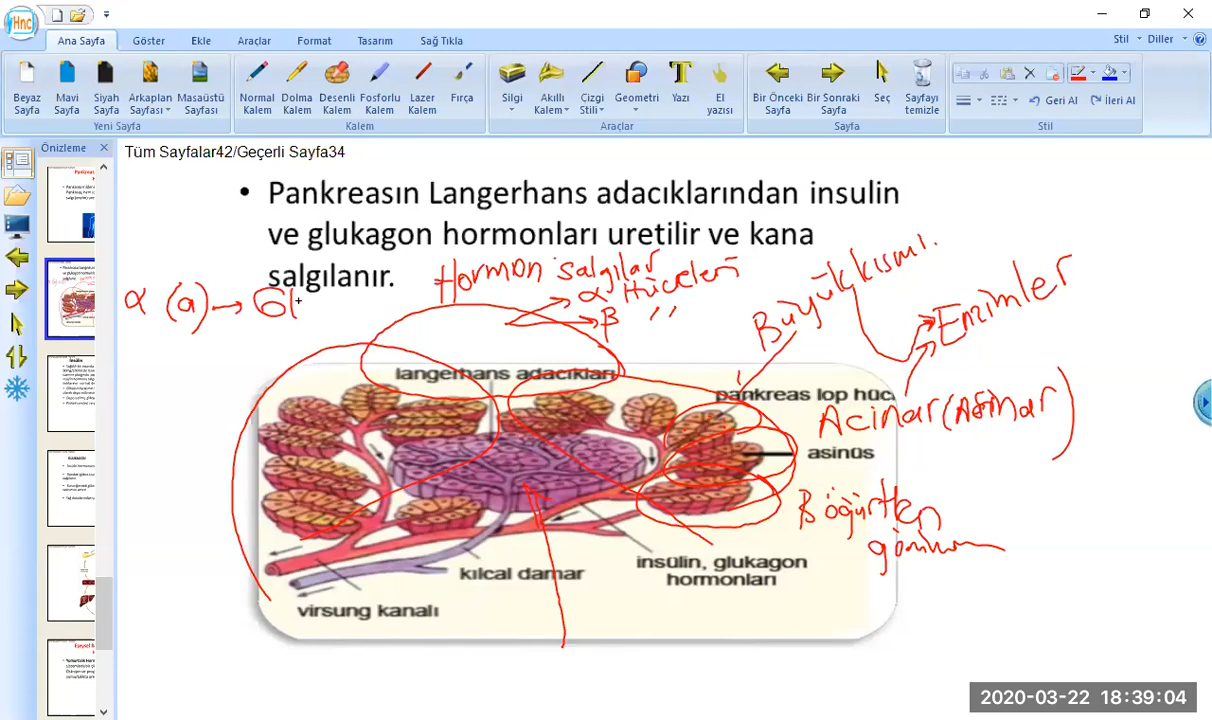 Hnc
Ana Sayfa Göster Ekle Araçlar Format Tasarım Sağ Tıkla
Stil Diller
Beyaz Sayfa
Mavi Sayfa
Siyah Sayfa
Arkaplan Sayfası
Masaüstü Sayfası
Yeni Sayfa
Normal Kalem
Dolma Kalem
Desenli Kalem
Fosforlu Kalem
Lazer Kalem
Fırça
Kalem
Silgi
Akıllı Kalem
Çizgi Stili
Geometri
Yazı
El yazısı
Araçlar
Bir Önceki Sayfa
Bir Sonraki Sayfa
Seç
Sayfayı temizle
Sayfa
Geri Al İleri Al
Stil
Önizleme
Tüm Sayfalar42/Geçerli Sayfa34
• Pankreasın Langerhans adacıklarından insulin
ve glukagon hormonları uretilir ve kana
salgılanır.
Hormon Salgılar
α Hücreleri
β " "
α (a) → Gl
Büyük kısmı.
Enzimler
Acinar (Asinar)
Böğürtlen
langerhans adacıkları
pankreas lop hüc.
asinüs
insülin, glukagon
hormonları
kılcal damar
virsung kanalı
2020-03-22 18:39:04